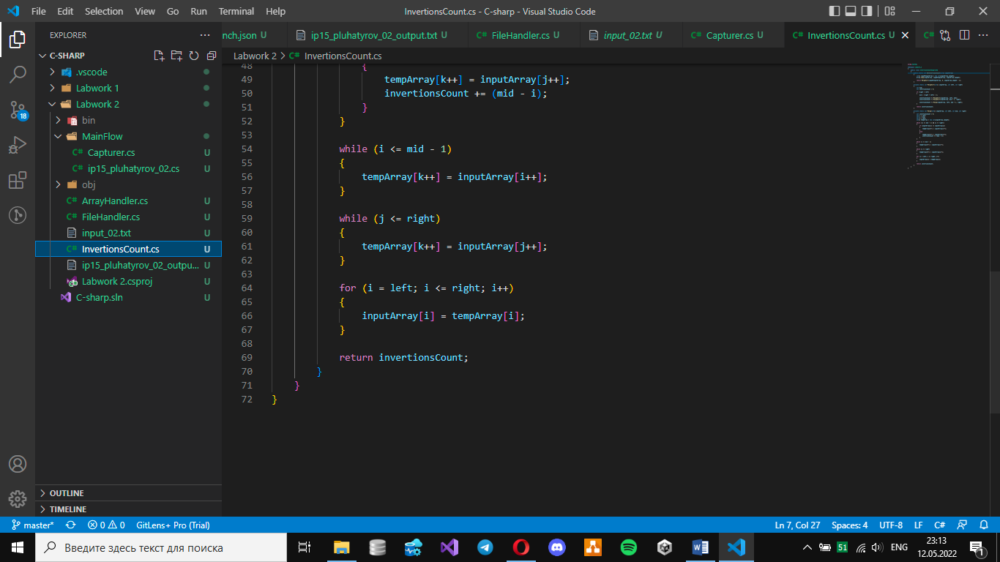 File Edit Selection View Go Run Terminal Help InvertionsCount.cs - C-sharp - Visual Studio Code
EXPLORER
nch.json U ip15_pluhatyrov_02_output.txt U FileHandler.cs U input_02.txt U Capturer.cs U InvertionsCount.cs U
Labwork 2 > InvertionsCount.cs
C-SHARP
.vscode
Labwork 1
Labwork 2
bin
MainFlow
Capturer.cs U
ip15_pluhatyrov_02.cs U
obj
ArrayHandler.cs U
FileHandler.cs U
input_02.txt U
InvertionsCount.cs U
ip15_pluhatyrov_02_outpu... U
Labwork 2.csproj U
C-sharp.sln U
OUTLINE
TIMELINE
18
48 {
49 tempArray[k++] = inputArray[j++];
50 invertionsCount += (mid - i);
51 }
52 }
53
54 while (i <= mid - 1)
55 {
56 tempArray[k++] = inputArray[i++];
57 }
58
59 while (j <= right)
60 {
61 tempArray[k++] = inputArray[j++];
62 }
63
64 for (i = left; i <= right; i++)
65 {
66 inputArray[i] = tempArray[i];
67 }
68
69 return invertionsCount;
70 }
71 }
72 }
master* 0 0 GitLens+ Pro (Trial) Ln 7, Col 27 Spaces: 4 UTF-8 LF C#
Введите здесь текст для поиска
51 ENG 23:13
12.05.2022
1